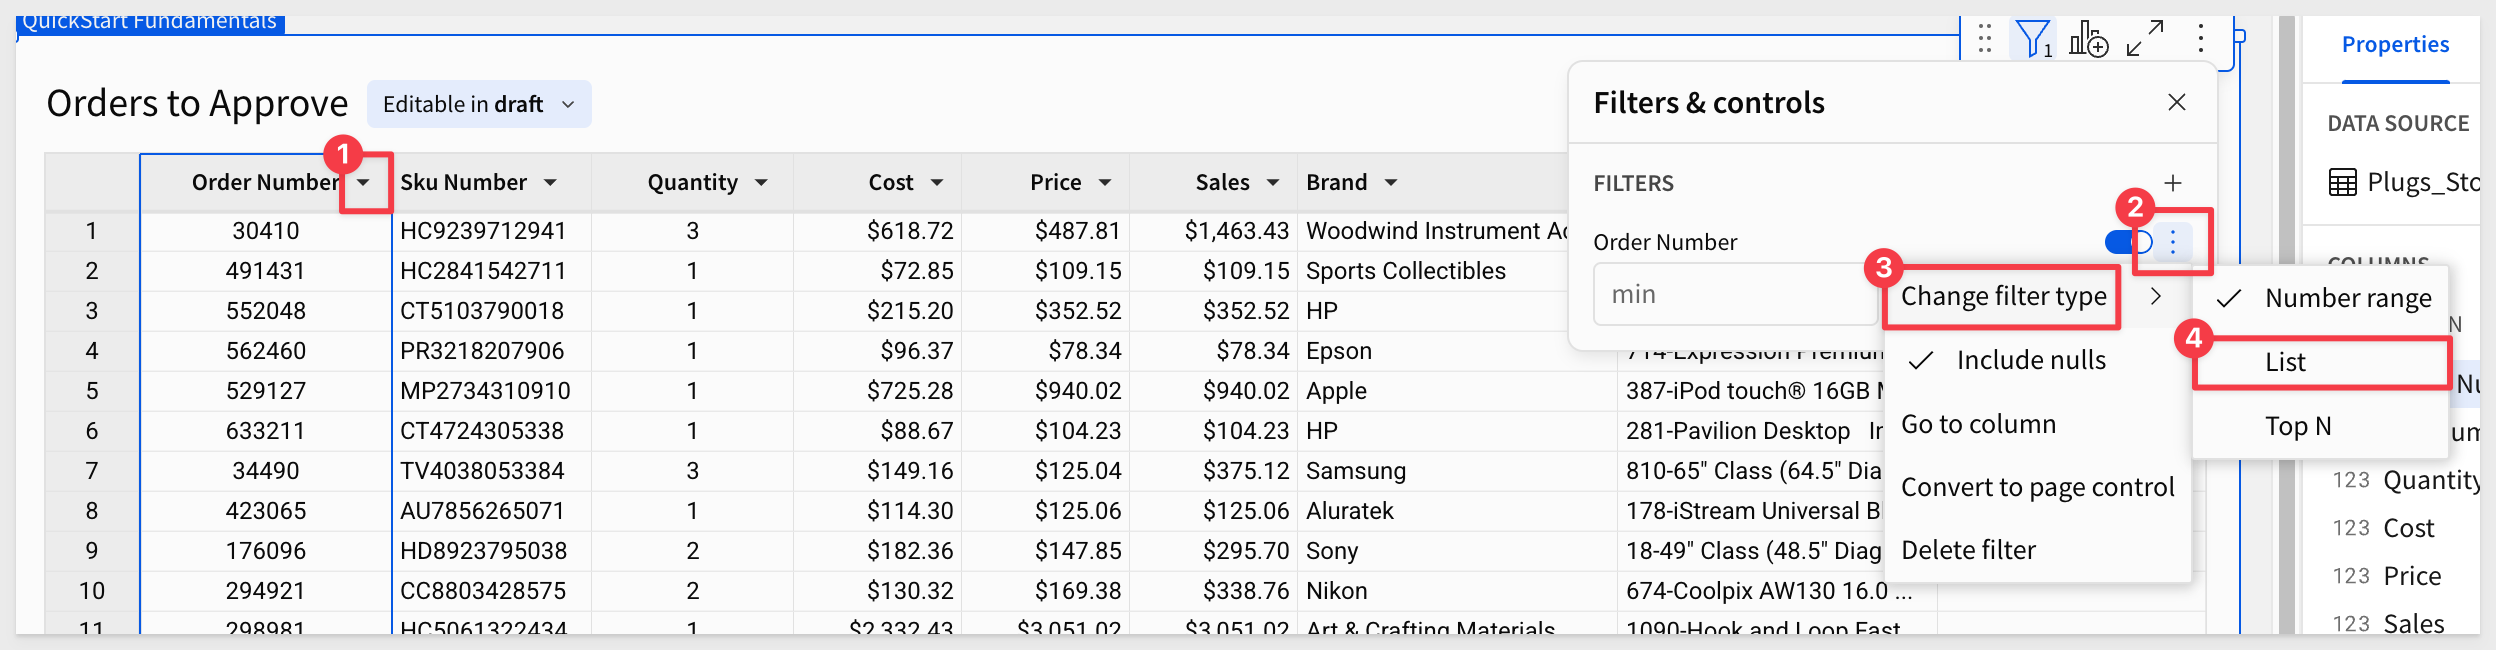 QuickStart Fundamentals
1
Properties
Orders to Approve
Editable in draft
Filters & controls
DATA SOURCE
Plugs_Sto
FILTERS
1
2
Order Number
Sku Number
Quantity
Cost
Price
Sales
Brand
Order Number
COLUMNS
min
3
Change filter type
Number range
4
List
Include nulls
Top N
Go to column
Convert to page control
Delete filter
1 30410 HC9239712941 3 $618.72 $487.81 $1,463.43 Woodwind Instrument Ac
2 491431 HC2841542711 1 $72.85 $109.15 $109.15 Sports Collectibles
3 552048 CT5103790018 1 $215.20 $352.52 $352.52 HP
4 562460 PR3218207906 1 $96.37 $78.34 $78.34 Epson 714-Expression Premium
5 529127 MP2734310910 1 $725.28 $940.02 $940.02 Apple 387-iPod touch® 16GB
6 633211 CT4724305338 1 $88.67 $104.23 $104.23 HP 281-Pavilion Desktop
7 34490 TV4038053384 3 $149.16 $125.04 $375.12 Samsung 810-65" Class (64.5" Dia
8 423065 AU7856265071 1 $114.30 $125.06 $125.06 Aluratek 178-iStream Universal
9 176096 HD8923795038 2 $182.36 $147.85 $295.70 Sony 18-49" Class (48.5" Diag
10 294921 CC8803428575 2 $130.32 $169.38 $338.76 Nikon 674-Coolpix AW130 16.0 ...
11 298981 HC5061322434 1 $2,332.43 $3,051.02 $3,051.02 Art & Crafting Materials 1090-Hook and Loop Fast
N
Nu
um
123 Quantity
123 Cost
123 Price
123 Sales